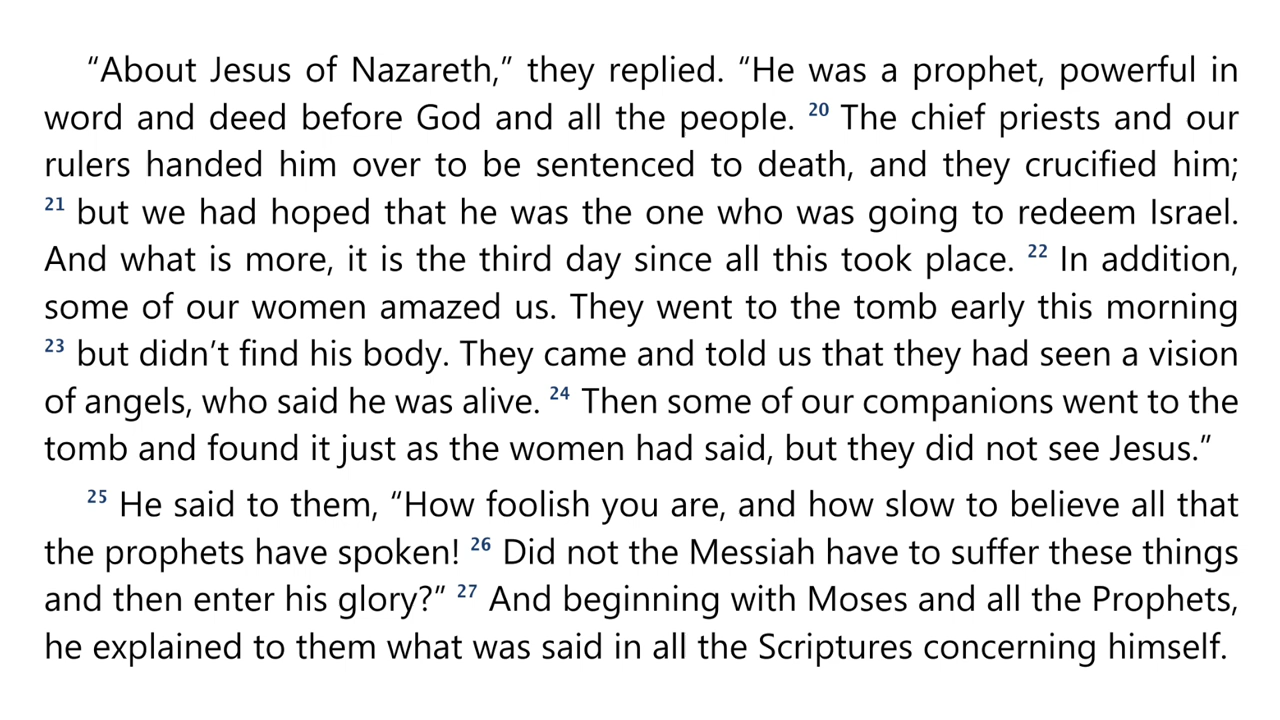 “About Jesus of Nazareth,” they replied. “He was a prophet, powerful in
word and deed before God and all the people. 20 The chief priests and our
rulers handed him over to be sentenced to death, and they crucified him;
21 but we had hoped that he was the one who was going to redeem Israel.
And what is more, it is the third day since all this took place. 22 In addition,
some of our women amazed us. They went to the tomb early this morning
23 but didn’t find his body. They came and told us that they had seen a vision
of angels, who said he was alive. 24 Then some of our companions went to the
tomb and found it just as the women had said, but they did not see Jesus.”
25 He said to them, “How foolish you are, and how slow to believe all that
the prophets have spoken! 26 Did not the Messiah have to suffer these things
and then enter his glory?” 27 And beginning with Moses and all the Prophets,
he explained to them what was said in all the Scriptures concerning himself.